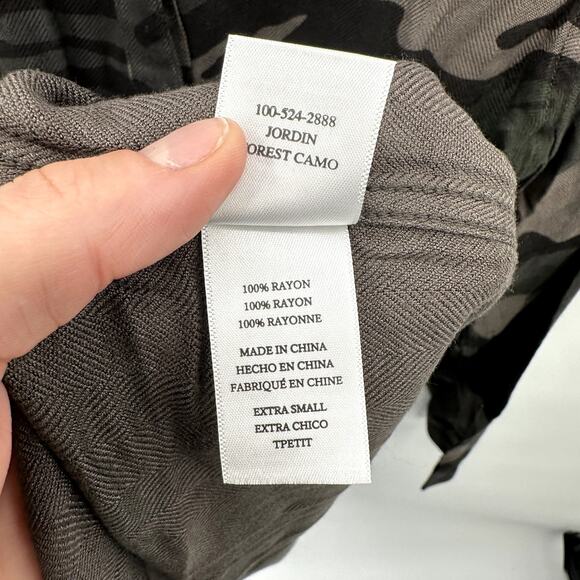 100-524-2888
JORDIN
FOREST CAMO
100% RAYON
100% RAYON
100% RAYONNE
MADE IN CHINA
HECHO EN CHINA
FABRIQUÉ EN CHINE
EXTRA SMALL
EXTRA CHICO
TPETIT